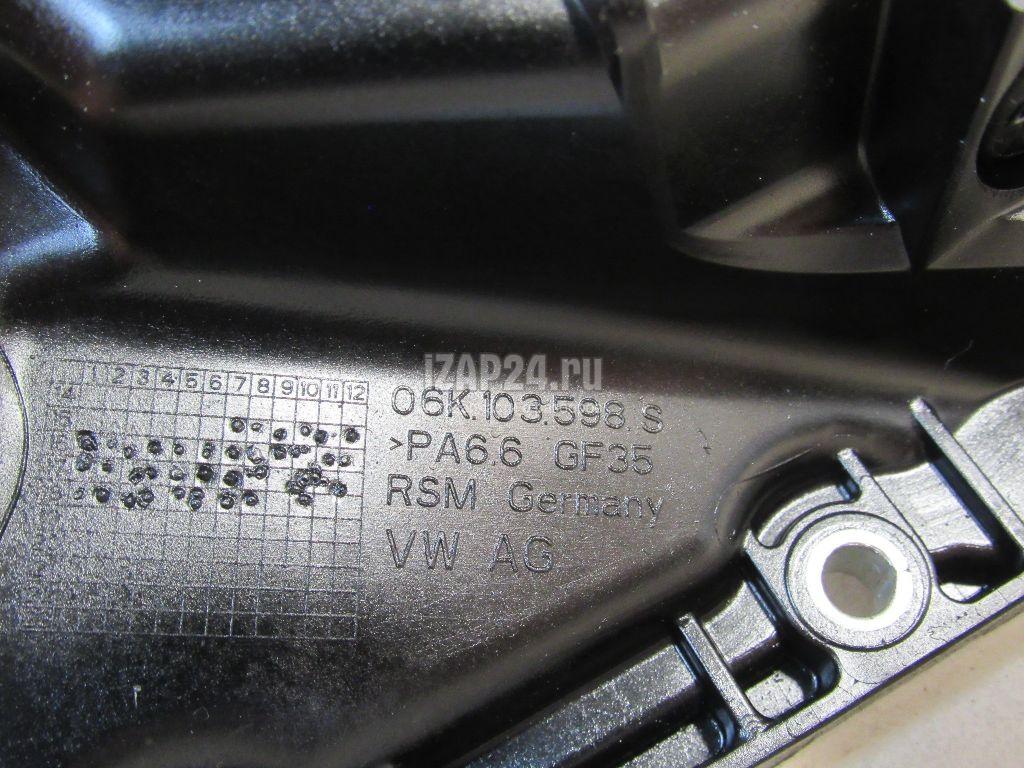 iZAP24.ru
1 2 3 4 5 6 7 8 9 10 11 12
14
06K.103.598 S
>PA6.6 GF35
RSM Germany
VW AG